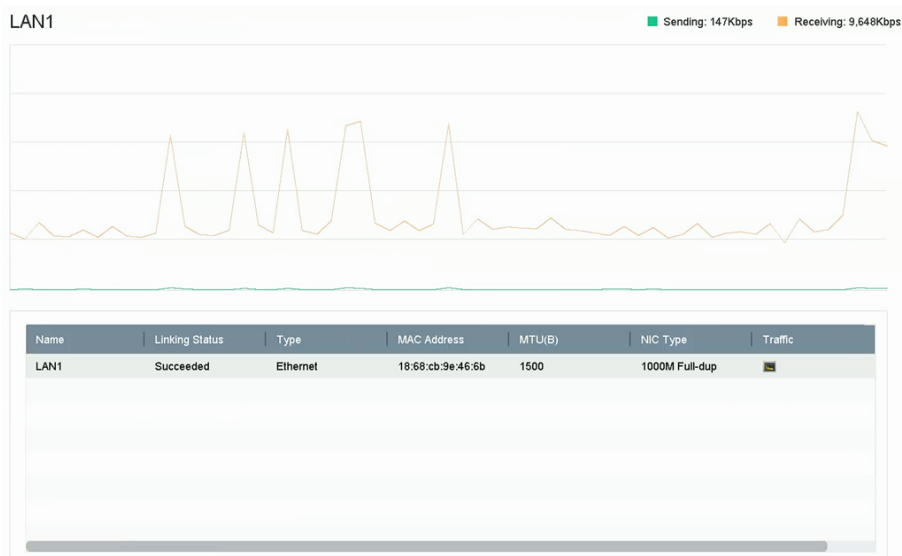 LAN1 Sending: 147Kbps Receiving: 9,648Kbps
Name Linking Status Type MAC Address MTU(B) NIC Type Traffic
LAN1 Succeeded Ethernet 18:68:cb:9e:46:6b 1500 1000M Full-dup